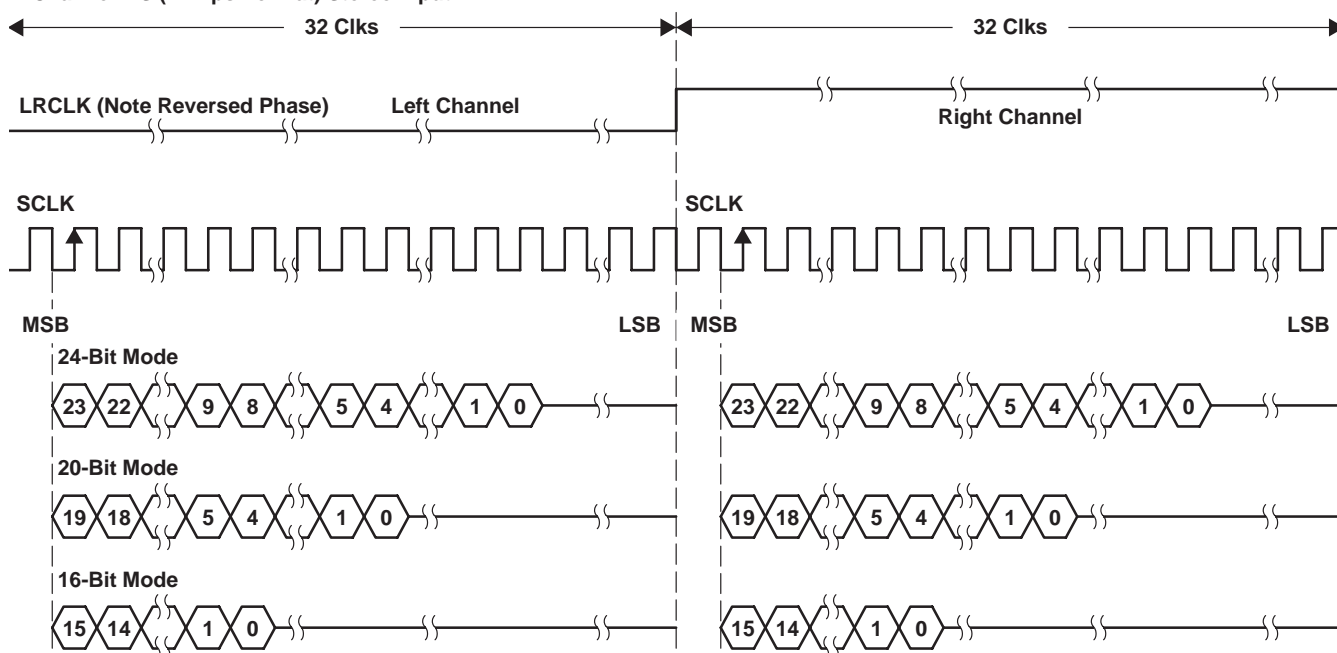 32 Clks
32 Clks
LRCLK (Note Reversed Phase)
Left Channel
Right Channel
SCLK
SCLK
MSB
LSB
MSB
LSB
24-Bit Mode
23 22 9 8 5 4 1 0
23 22 9 8 5 4 1 0
20-Bit Mode
19 18 5 4 1 0
19 18 5 4 1 0
16-Bit Mode
15 14 1 0
15 14 1 0